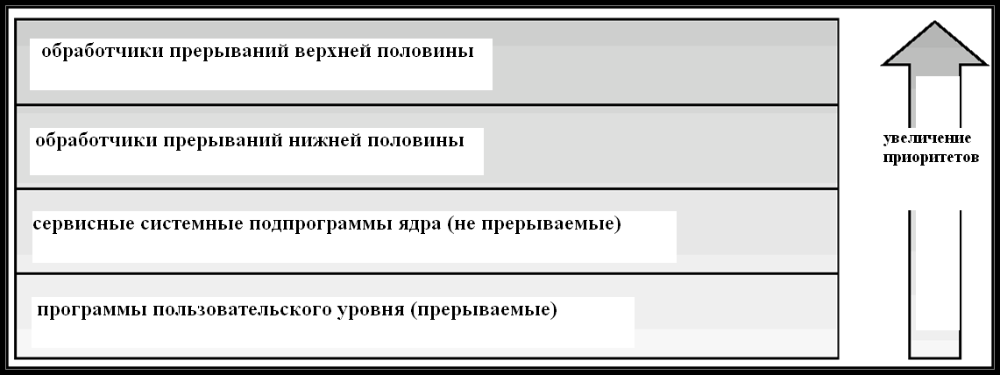 обработчики прерываний верхней половины
обработчики прерываний нижней половины
сервисные системные подпрограммы ядра (не прерываемые)
программы пользовательского уровня (прерываемые)
увеличение
приоритетов